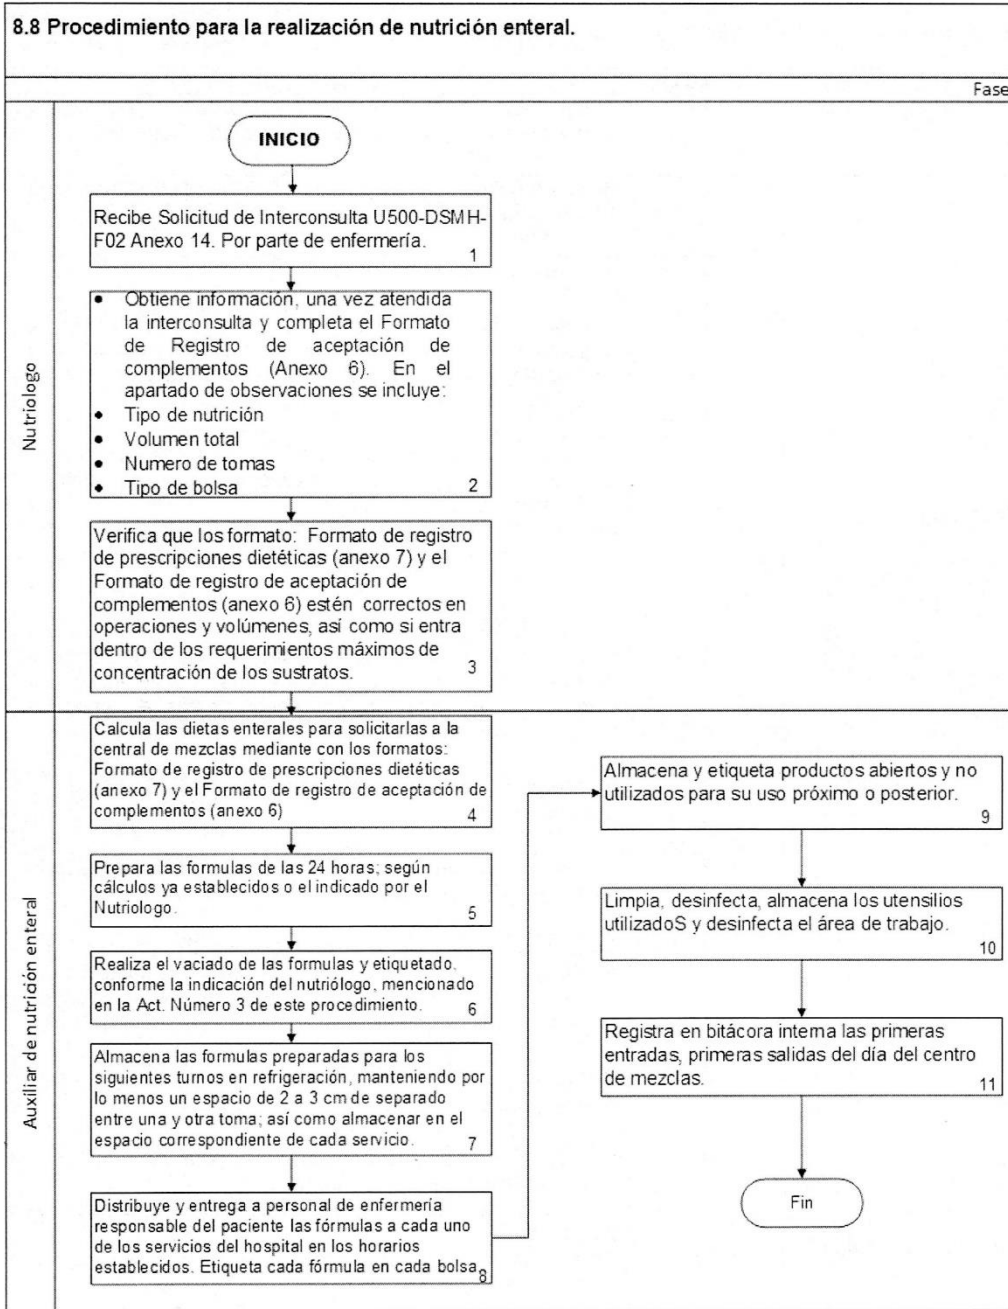 8.8 Procedimiento para la realización de nutrición enteral.
Fase
Nutriologo
INICIO
Recibe Solicitud de Interconsulta U500-DSMH-
F02 Anexo 14. Por parte de enfermería.
1
• Obtiene información, una vez atendida
la interconsulta y completa el Formato
de Registro de aceptación de
complementos (Anexo 6). En el
apartado de observaciones se incluye:
• Tipo de nutrición
• Volumen total
• Numero de tomas
• Tipo de bolsa
2
Verifica que los formato: Formato de registro
de prescripciones dietéticas (anexo 7) y el
Formato de registro de aceptación de
complementos (anexo 6) estén correctos en
operaciones y volúmenes, así como si entra
dentro de los requerimientos máximos de
concentración de los sustratos.
3
Auxiliar de nutrición enteral
Calcula las dietas enterales para solicitarlas a la
central de mezclas mediante con los formatos:
Formato de registro de prescripciones dietéticas
(anexo 7) y el Formato de registro de aceptación de
complementos (anexo 6)
4
Prepara las formulas de las 24 horas; según
cálculos ya establecidos o el indicado por el
Nutriologo.
5
Realiza el vaciado de las formulas y etiquetado.
conforme la indicación del nutriólogo, mencionado
en la Act. Número 3 de este procedimiento.
6
Almacena las formulas preparadas para los
siguientes turnos en refrigeración, manteniendo por
lo menos un espacio de 2 a 3 cm de separado
entre una y otra toma; así como almacenar en el
espacio correspondiente de cada servicio.
7
Distribuye y entrega a personal de enfermería
responsable del paciente las fórmulas a cada uno
de los servicios del hospital en los horarios
establecidos. Etiqueta cada fórmula en cada bolsa
8
Almacena y etiqueta productos abiertos y no
utilizados para su uso próximo o posterior.
9
Limpia, desinfecta, almacena los utensilios
utilizadoS y desinfecta el área de trabajo.
10
Registra en bitácora interna las primeras
entradas, primeras salidas del día del centro
de mezclas.
11
Fin